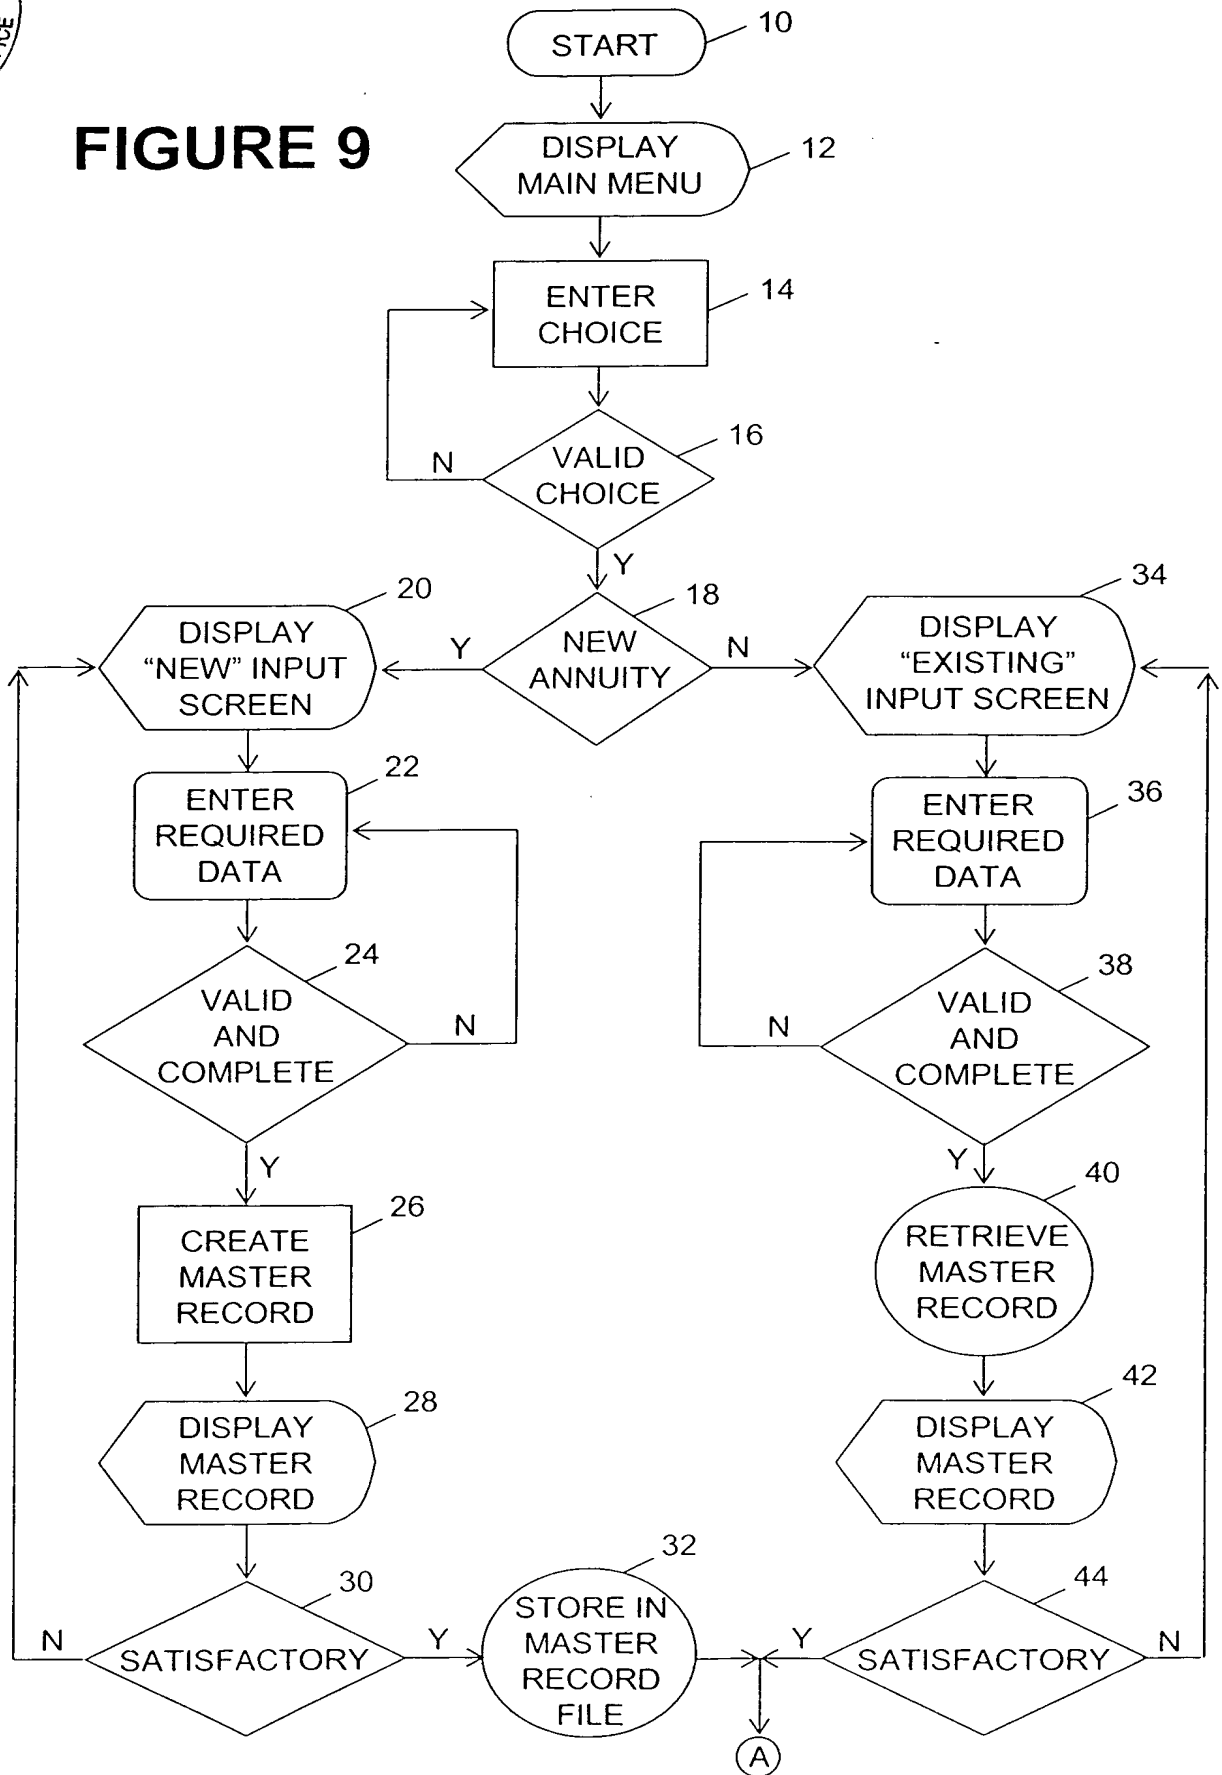 FIGURE 9
START
10
DISPLAY
MAIN MENU
12
ENTER
CHOICE
14
VALID
CHOICE
16
N
Y
NEW
ANNUITY
18
Y
N
DISPLAY
“NEW” INPUT
SCREEN
20
ENTER
REQUIRED
DATA
22
VALID
AND
COMPLETE
24
N
Y
CREATE
MASTER
RECORD
26
DISPLAY
MASTER
RECORD
28
SATISFACTORY
30
N
Y
STORE IN
MASTER
RECORD
FILE
32
DISPLAY
“EXISTING”
INPUT SCREEN
34
ENTER
REQUIRED
DATA
36
VALID
AND
COMPLETE
38
N
Y
RETRIEVE
MASTER
RECORD
40
DISPLAY
MASTER
RECORD
42
SATISFACTORY
44
Y
N
A